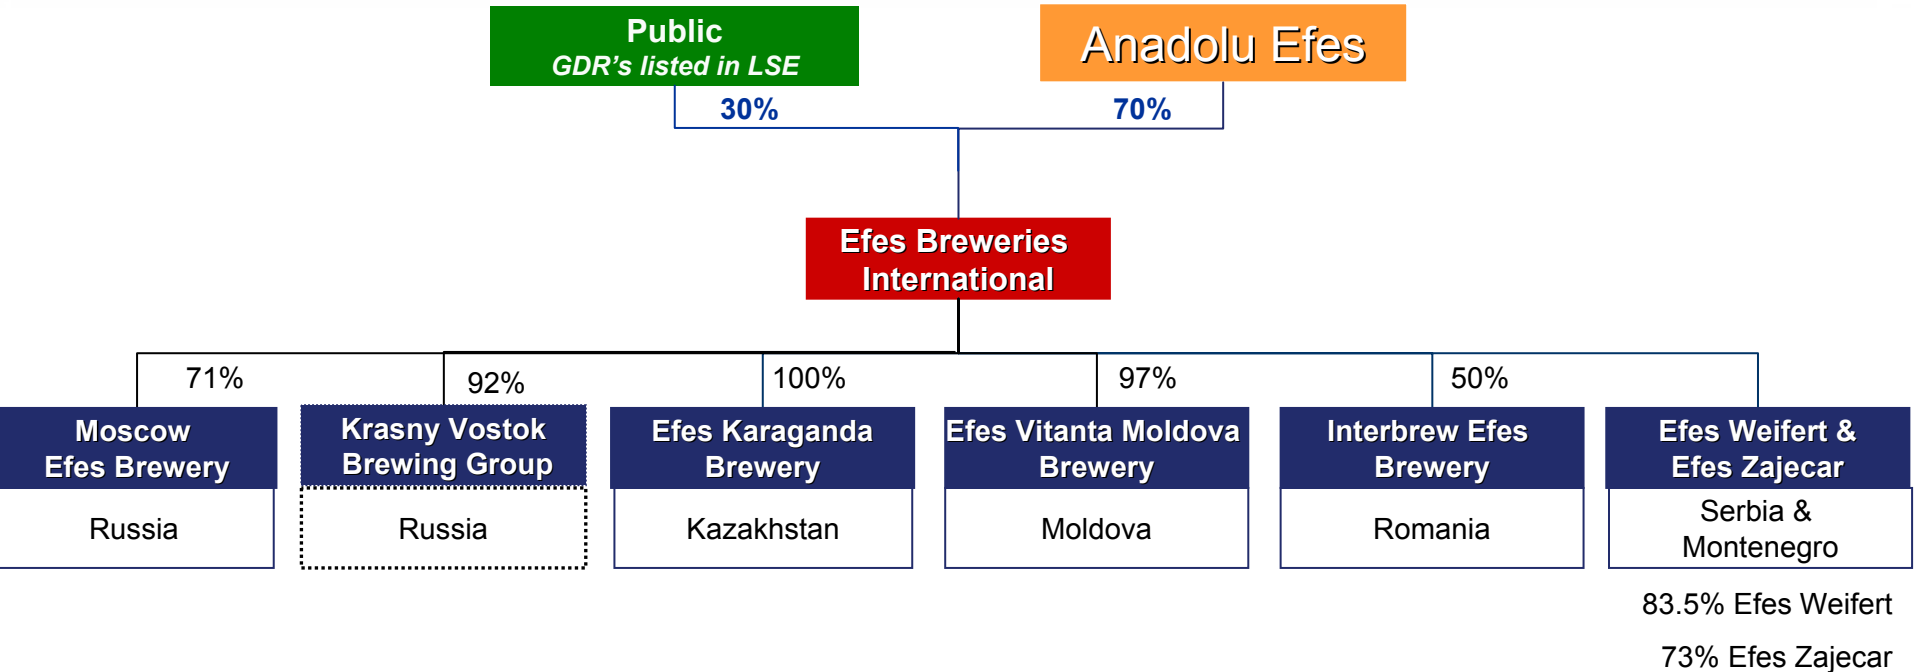 Public
GDR's listed in LSE
Anadolu Efes
30%
70%
Efes Breweries
International
71%
92%
100%
97%
50%
Moscow
Efes Brewery
Krasny Vostok
Brewing Group
Efes Karaganda
Brewery
Efes Vitanta Moldova
Brewery
Interbrew Efes
Brewery
Efes Weifert &
Efes Zajecar
Russia
Russia
Kazakhstan
Moldova
Romania
Serbia &
Montenegro
83.5% Efes Weifert
73% Efes Zajecar